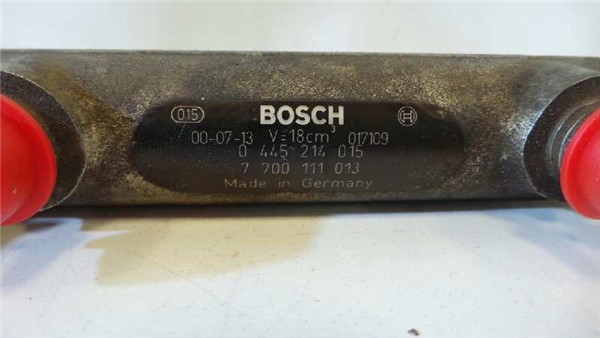 015 BOSCH
00-07-13 V=18cm³ 017109
0 445 214 015
7 700 111 013
Made in Germany